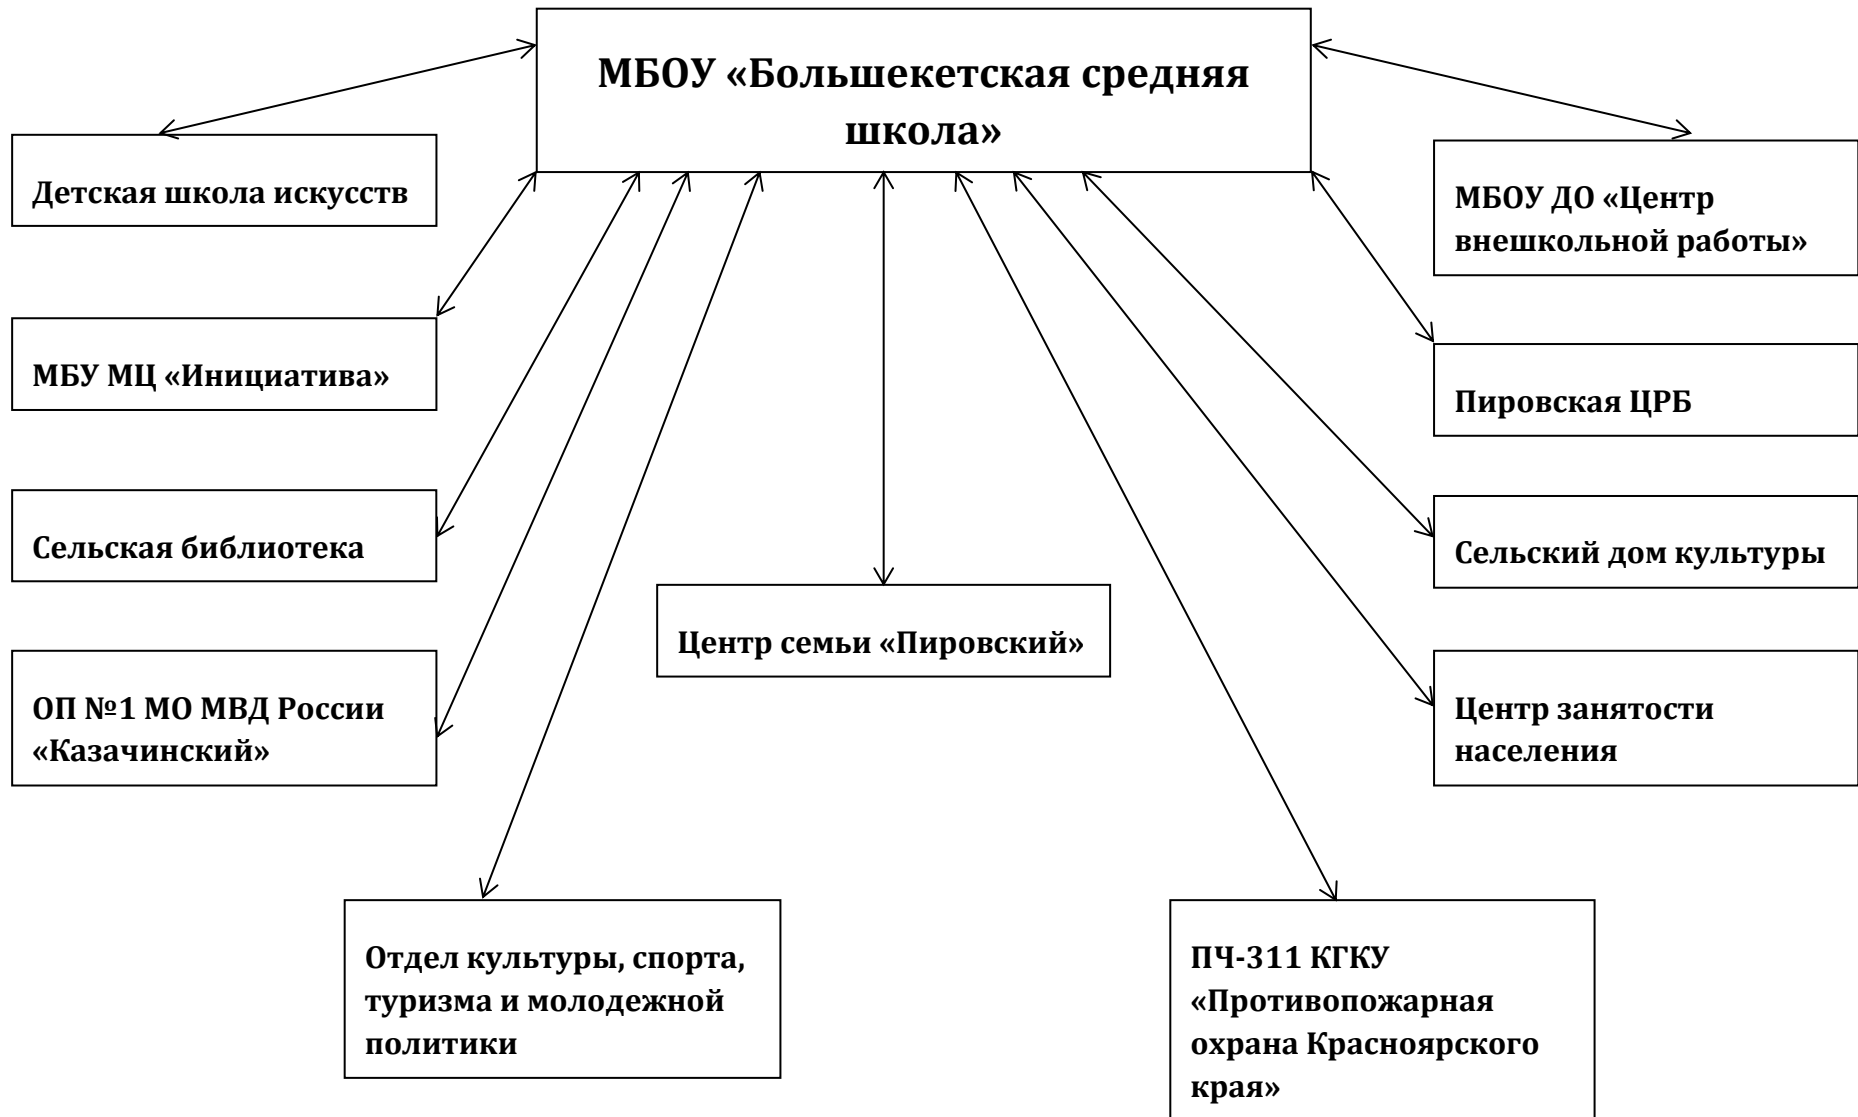 МБОУ «Большекетская средняя
школа»
Детская школа искусств
МБОУ ДО «Центр
внешкольной работы»
МБУ МЦ «Инициатива»
Пировская ЦРБ
Сельская библиотека
Сельский дом культуры
Центр семьи «Пировский»
ОП №1 МО МВД России
«Казачинский»
Центр занятости
населения
Отдел культуры, спорта,
туризма и молодежной
политики
ПЧ-311 КГКУ
«Противопожарная
охрана Красноярского
края»